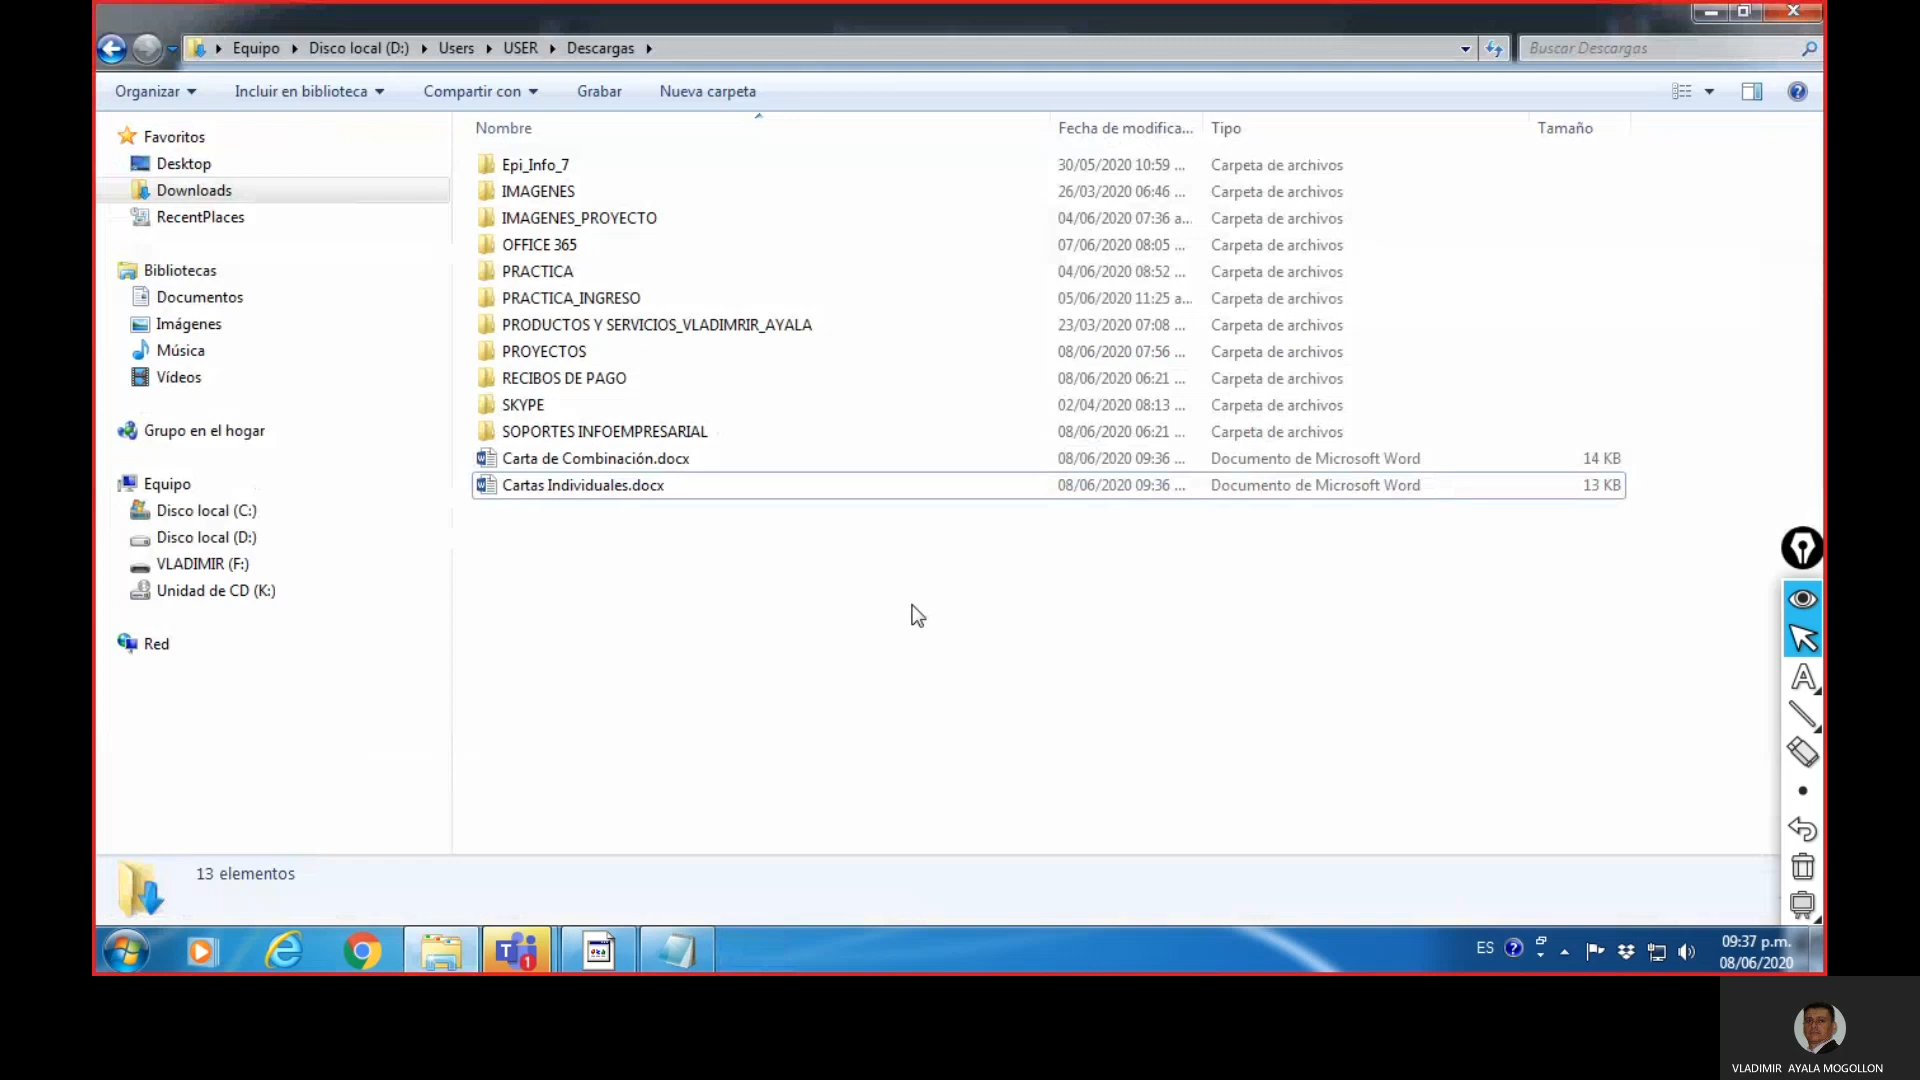 Equipo Disco local (D:) Users USER Descargas
Buscar Descargas
Organizar Incluir en biblioteca Compartir con Grabar Nueva carpeta
Nombre Fecha de modifica... Tipo Tamaño
Favoritos
Desktop
Downloads
RecentPlaces
Bibliotecas
Documentos
Imágenes
Música
Vídeos
Grupo en el hogar
Equipo
Disco local (C:)
Disco local (D:)
VLADIMIR (F:)
Unidad de CD (K:)
Red
Epi_Info_7 30/05/2020 10:59 ... Carpeta de archivos
IMAGENES 26/03/2020 06:46 ... Carpeta de archivos
IMAGENES_PROYECTO 04/06/2020 07:36 a... Carpeta de archivos
OFFICE 365 07/06/2020 08:05 ... Carpeta de archivos
PRACTICA 04/06/2020 08:52 ... Carpeta de archivos
PRACTICA_INGRESO 05/06/2020 11:25 a... Carpeta de archivos
PRODUCTOS Y SERVICIOS_VLADIMRIR_AYALA 23/03/2020 07:08 ... Carpeta de archivos
PROYECTOS 08/06/2020 07:56 ... Carpeta de archivos
RECIBOS DE PAGO 08/06/2020 06:21 ... Carpeta de archivos
SKYPE 02/04/2020 08:13 ... Carpeta de archivos
SOPORTES INFOEMPRESARIAL 08/06/2020 06:21 ... Carpeta de archivos
Carta de Combinación.docx 08/06/2020 09:36 ... Documento de Microsoft Word 14 KB
Cartas Individuales.docx 08/06/2020 09:36 ... Documento de Microsoft Word 13 KB
13 elementos
ES
09:37 p.m.
08/06/2020
VLADIMIR AYALA MOGOLLON